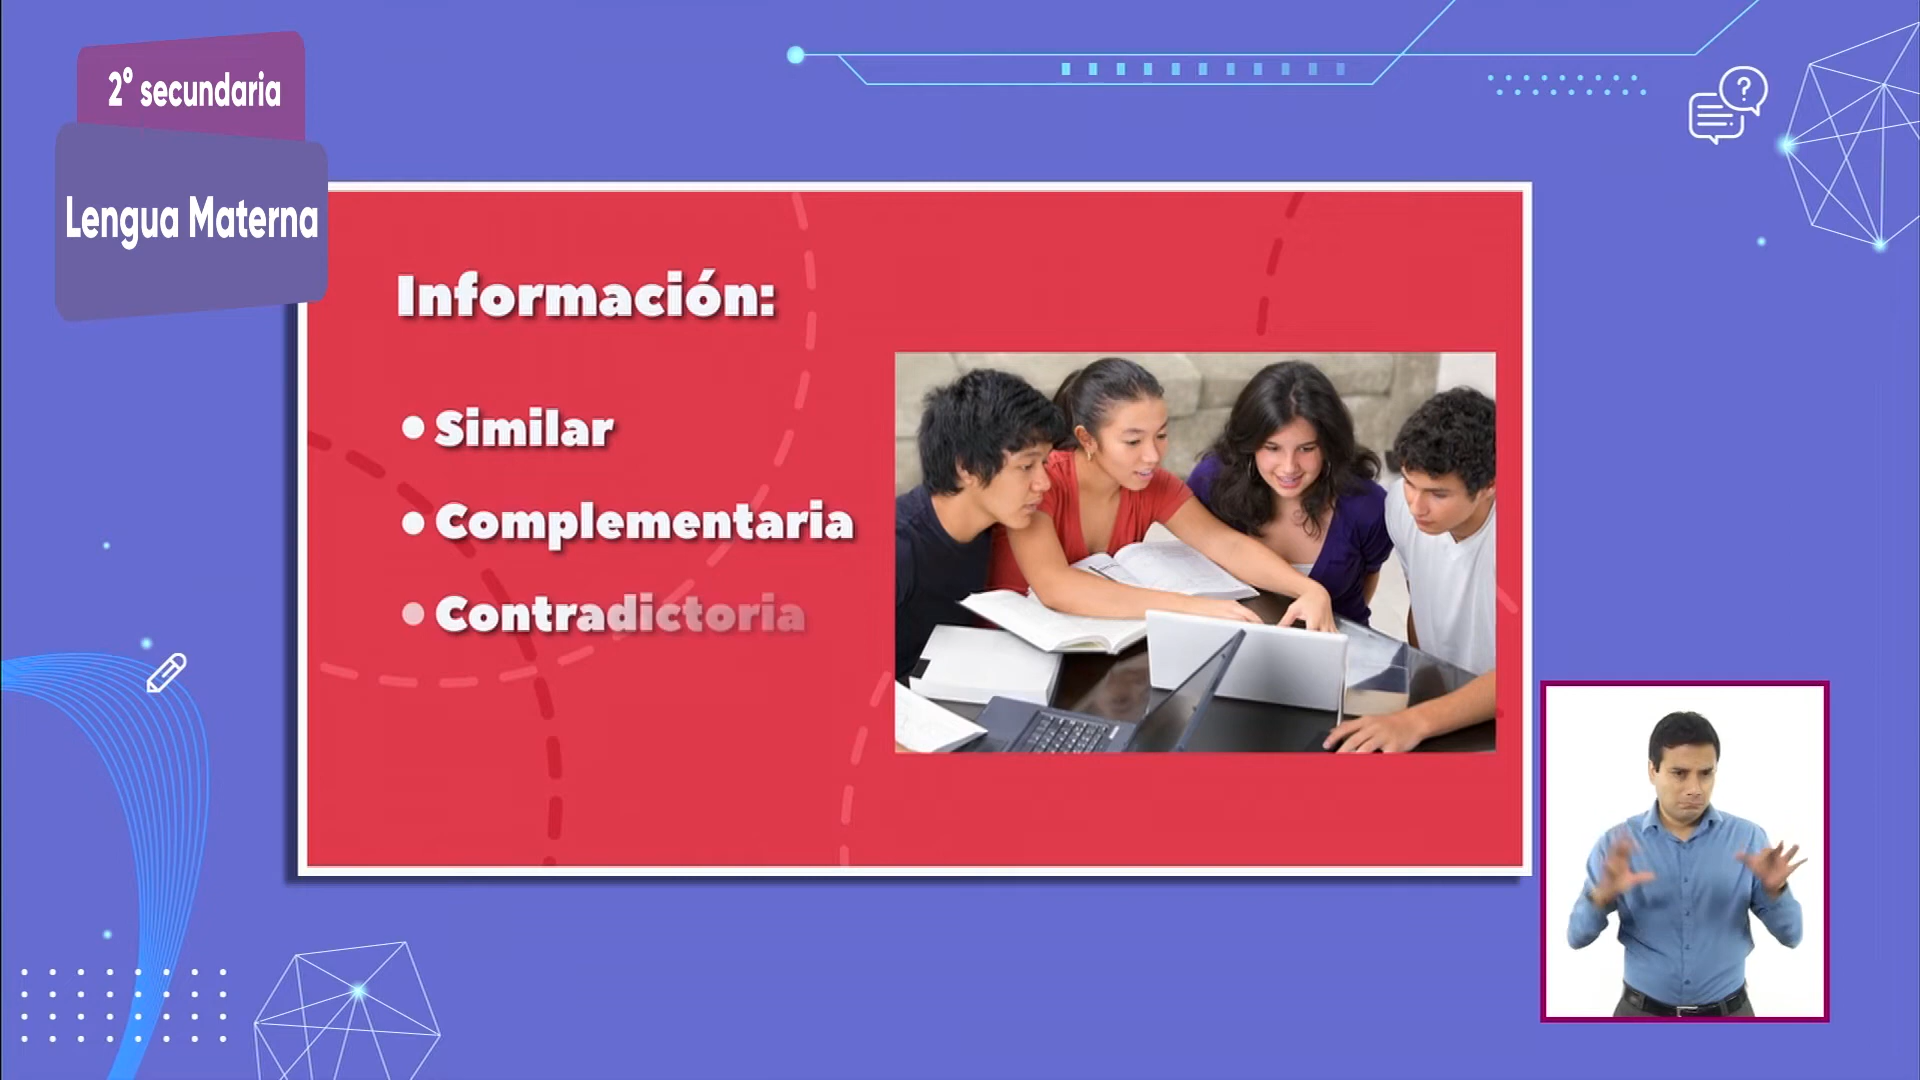 2° secundaria
Lengua Materna
Información:
• Similar
• Complementaria
• Contradictoria